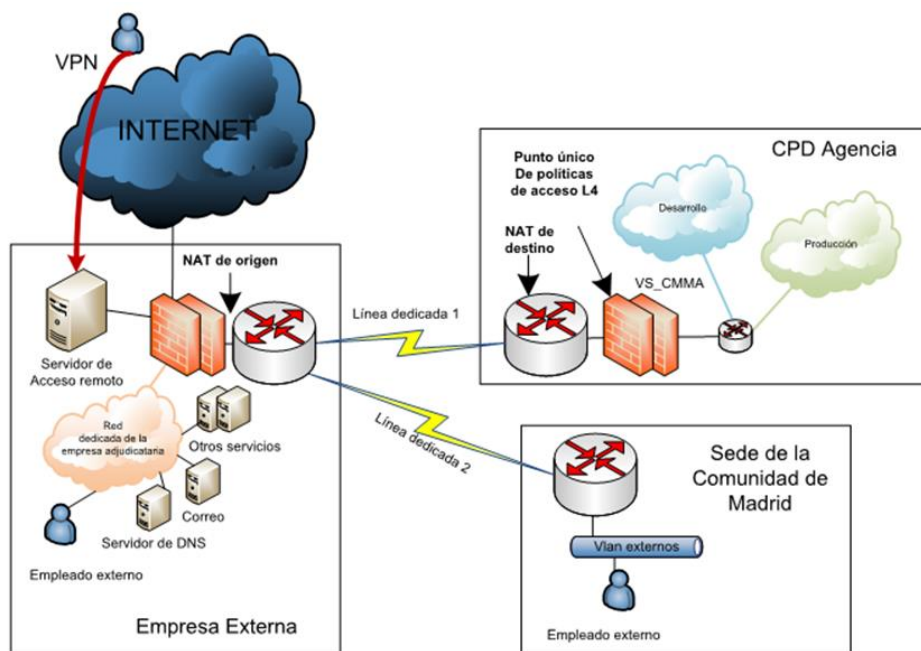 VPN
INTERNET
NAT de origen
Servidor de
Acceso remoto
Red
dedicada de la
empresa adjudicataria
Otros servicios
Correo
Servidor de DNS
Empleado externo
Empresa Externa
Línea dedicada 1
Línea dedicada 2
CPD Agencia
Punto único
De políticas
de acceso L4
NAT de
destino
VS_CMMA
Desarrollo
Producción
Sede de la
Comunidad de
Madrid
Vlan externos
Empleado externo